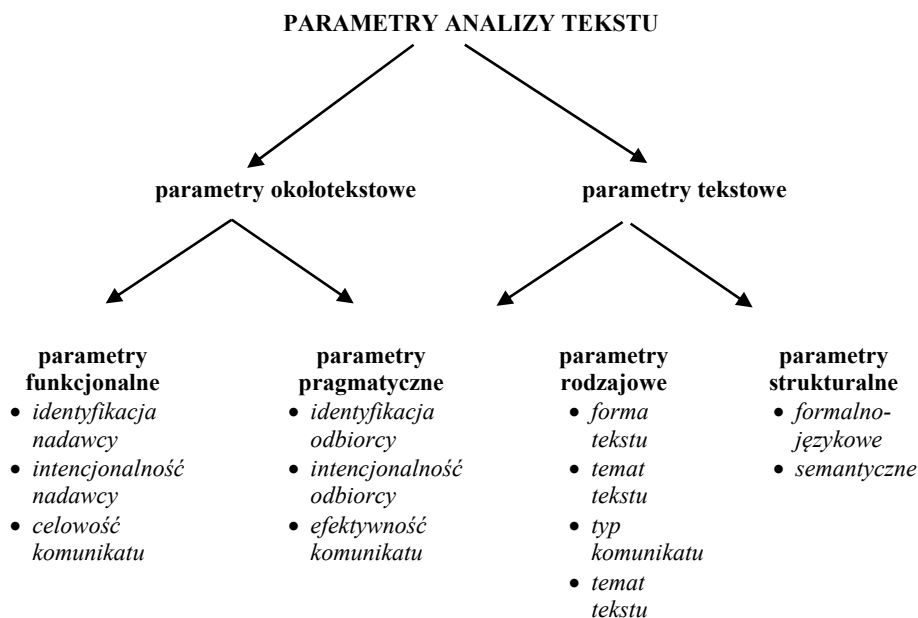 PARAMETRY ANALIZY TEKSTU
parametry okołotekstowe
parametry tekstowe
parametry
funkcjonalne
• identyfikacja
nadawcy
• intencjonalność
nadawcy
• celowość
komunikatu
parametry
pragmatyczne
• identyfikacja
odbiorcy
• intencjonalność
odbiorcy
• efektywność
komunikatu
parametry
rodzajowe
• forma
tekstu
• temat
tekstu
• typ
komunikatu
• temat
tekstu
parametry
strukturalne
• formalno-
językowe
• semantyczne